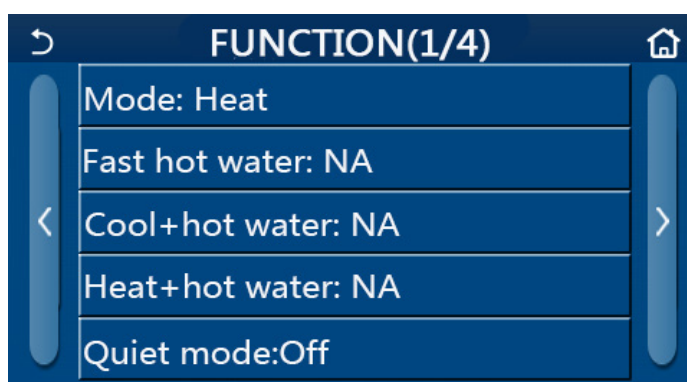 FUNCTION(1/4)
Mode: Heat
Fast hot water: NA
Cool+hot water: NA
Heat+hot water: NA
Quiet mode:Off